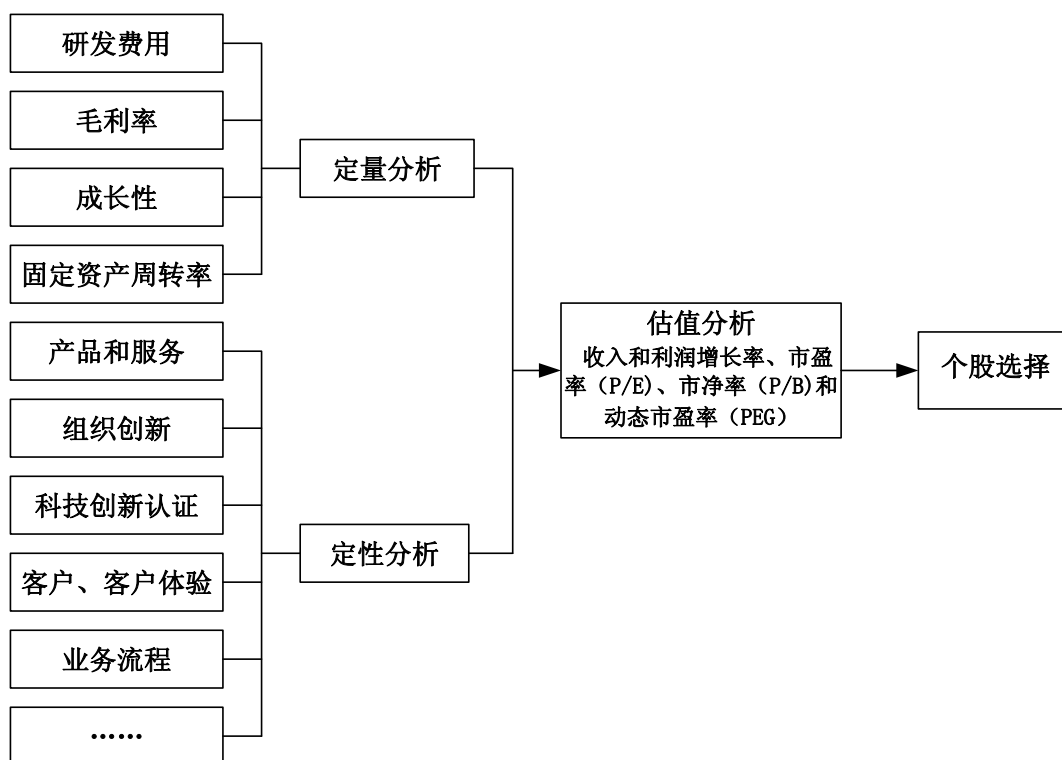 研发费用
毛利率
成长性
固定资产周转率
定量分析
产品和服务
组织创新
科技创新认证
客户、客户体验
业务流程
……
定性分析
估值分析
收入和利润增长率、市盈
率（P/E)、市净率（P/B)和
动态市盈率（PEG）
个股选择